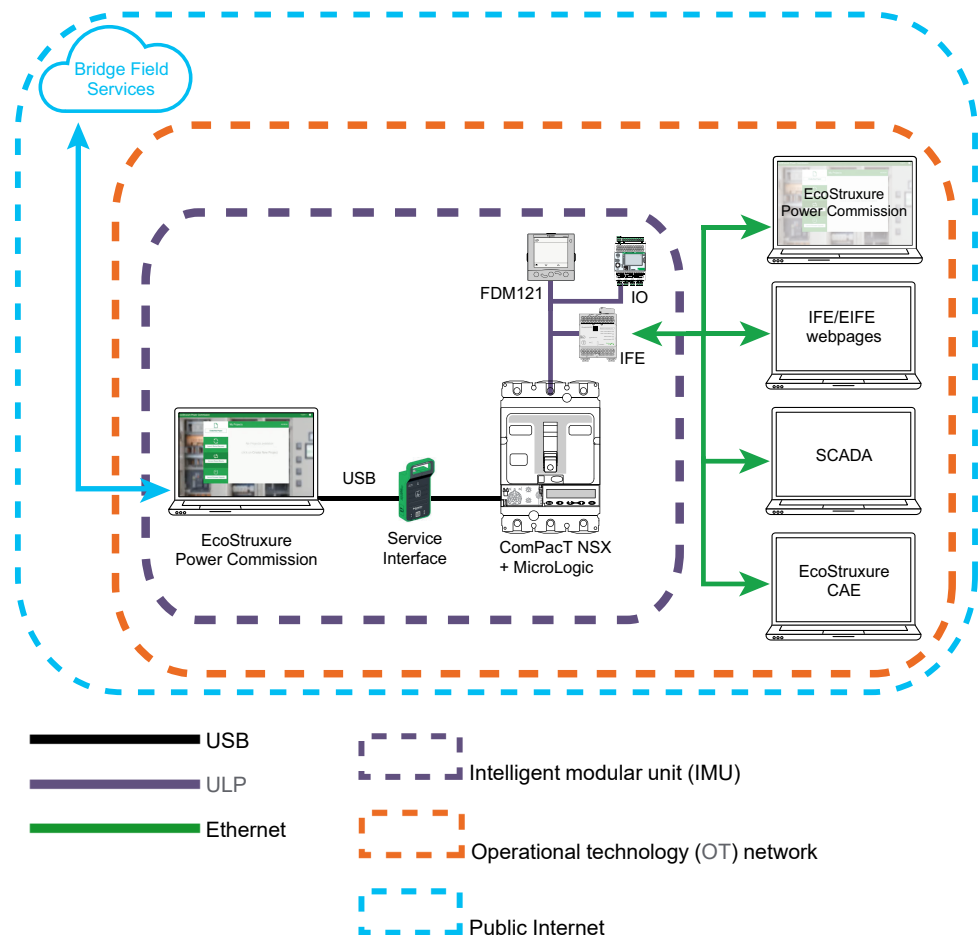 Bridge Field
Services
EcoStruxure
Power Commission
FDM121
IO
IFE/EIFE
webpages
IFE
SCADA
USB
EcoStruxure
Power Commission
Service
Interface
ComPacT NSX
+ MicroLogic
EcoStruxure
CAE
USB
ULP
Ethernet
Intelligent modular unit (IMU)
Operational technology (OT) network
Public Internet